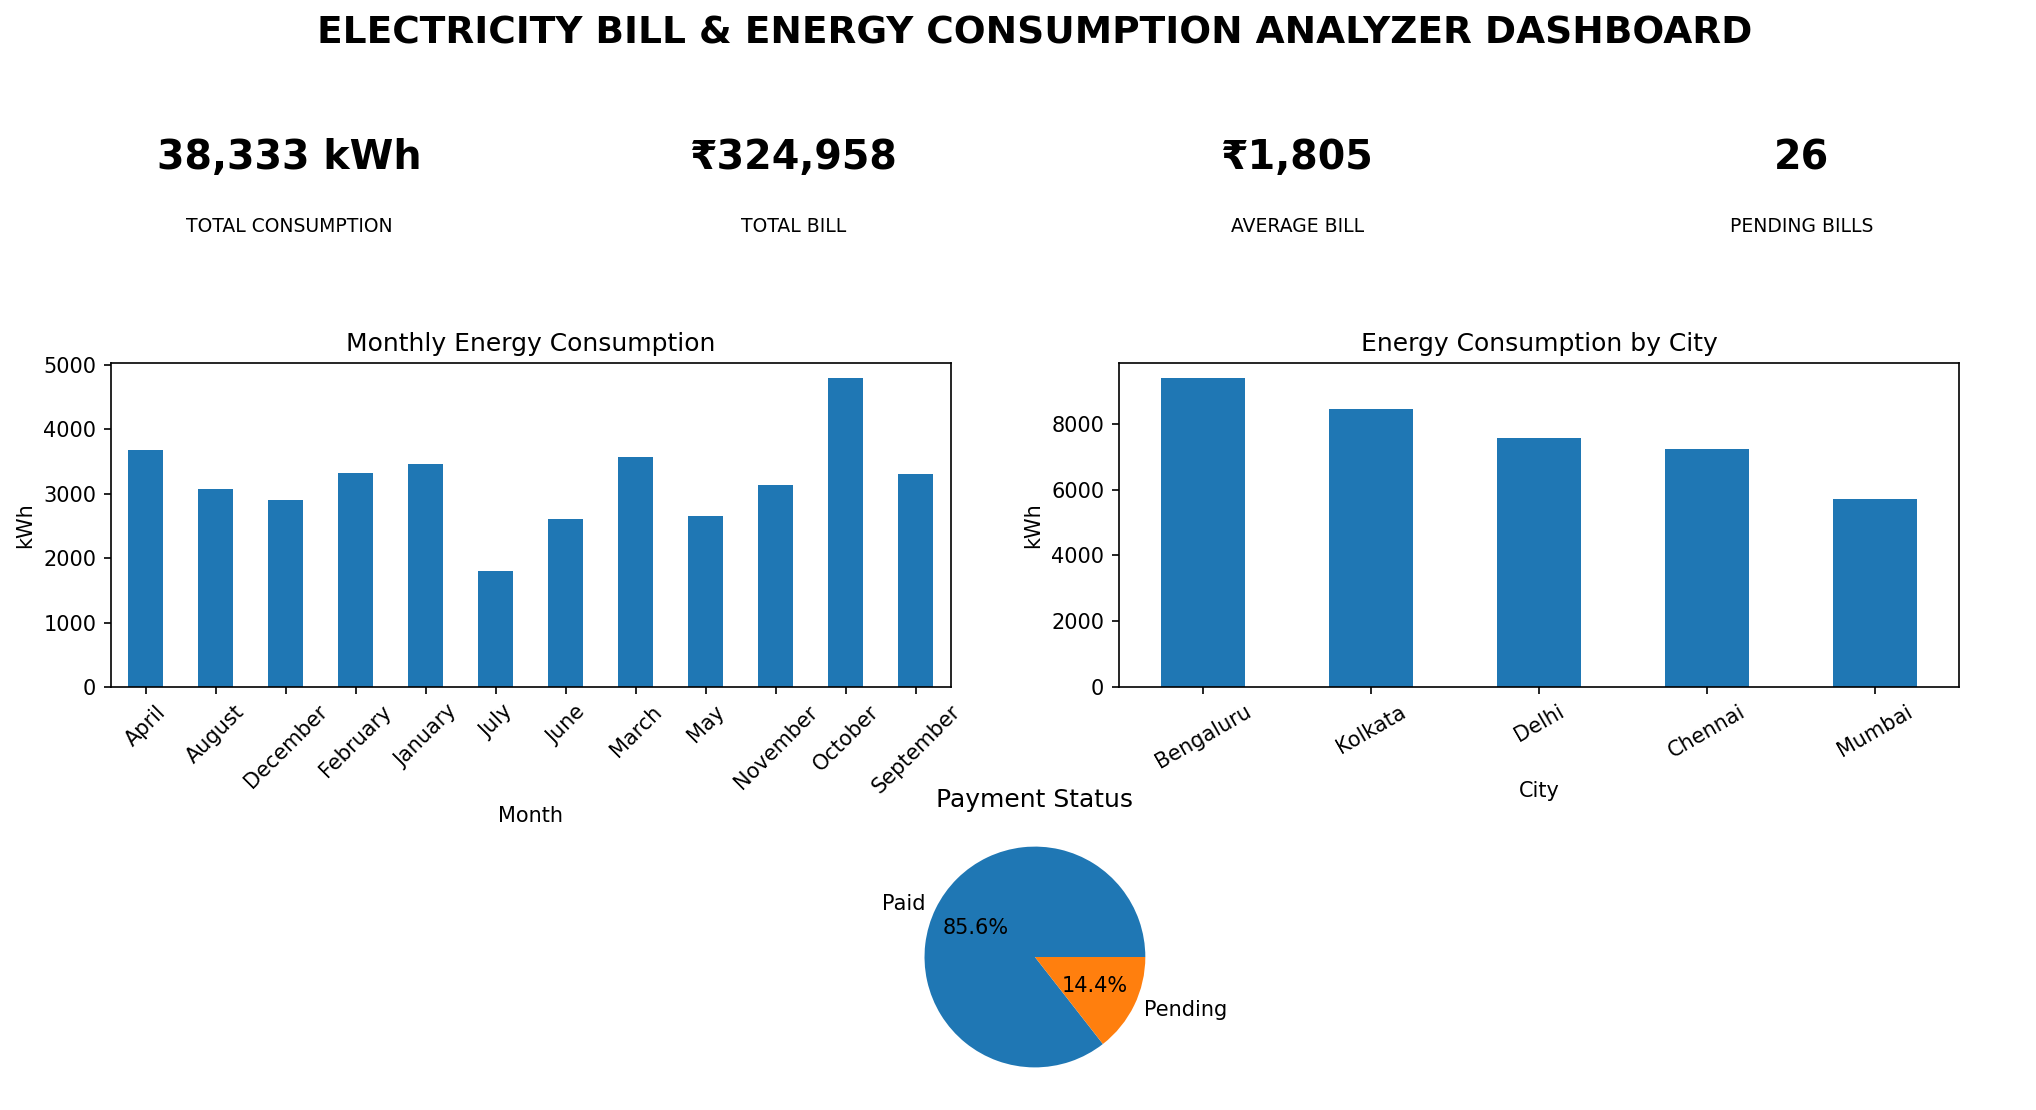 ELECTRICITY BILL & ENERGY CONSUMPTION ANALYZER DASHBOARD
38,333 kWh
TOTAL CONSUMPTION
₹324,958
TOTAL BILL
₹1,805
AVERAGE BILL
26
PENDING BILLS
Monthly Energy Consumption
5000
4000
3000
2000
1000
0
kWh
April
August
December
February
January
July
June
March
May
November
October
September
Month
Energy Consumption by City
8000
6000
4000
2000
0
kWh
Bengaluru
Kolkata
Delhi
Chennai
Mumbai
City
Payment Status
Paid
85.6%
14.4%
Pending